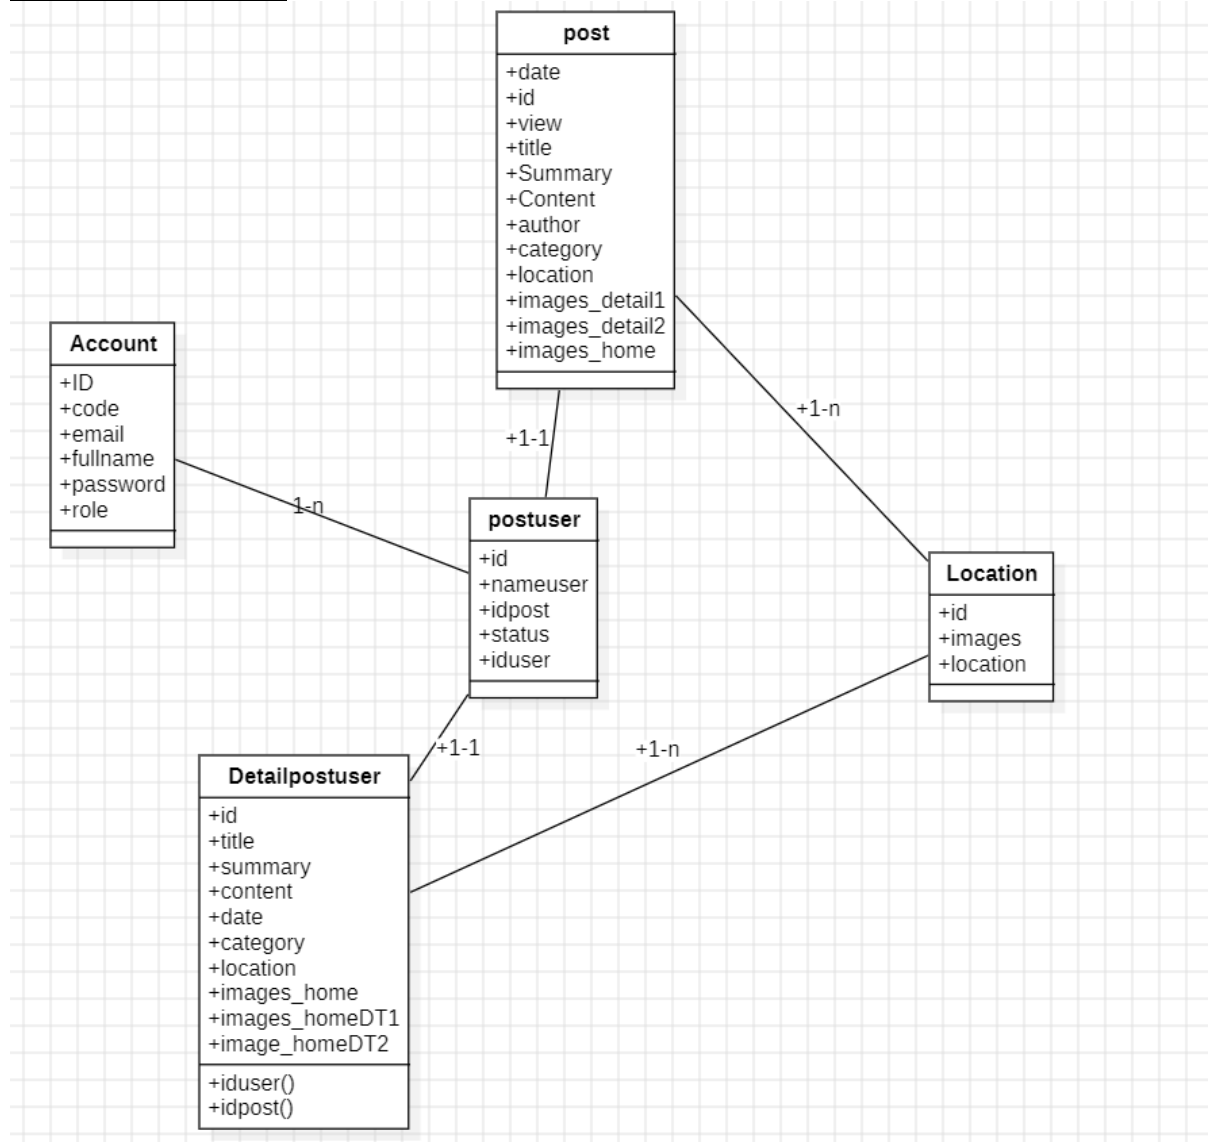 post
+date
+id
+view
+title
+Summary
+Content
+author
+category
+location
+images_detail1
+images_detail2
+images_home
Account
+ID
+code
+email
+fullname
+password
+role
+1-n
+1-1
1-n
postuser
+id
+nameuser
+idpost
+status
+iduser
Location
+id
+images
+location
+1-1
+1-n
Detailpostuser
+id
+title
+summary
+content
+date
+category
+location
+images_home
+images_homeDT1
+image_homeDT2
+iduser()
+idpost()